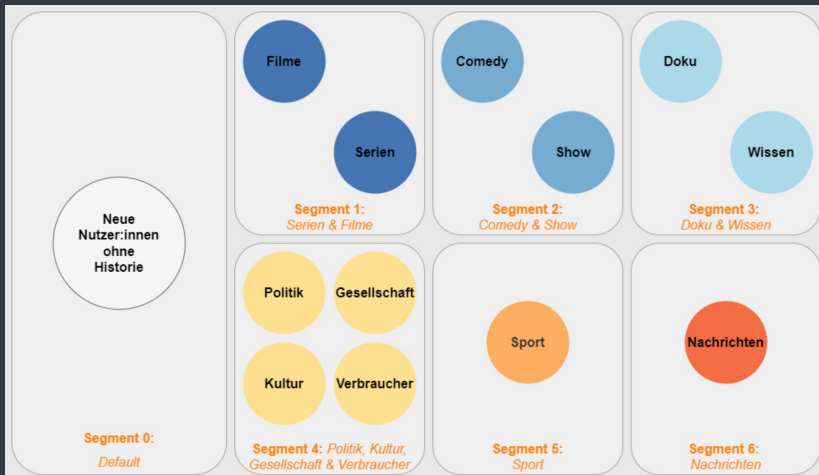 Neue
Nutzer:innen
ohne
Historie
Segment 0:
Default
Filme
Serien
Segment 1:
Serien & Filme
Comedy
Show
Segment 2:
Comedy & Show
Doku
Wissen
Segment 3:
Doku & Wissen
Politik
Gesellschaft
Kultur
Verbraucher
Segment 4: Politik, Kultur,
Gesellschaft & Verbraucher
Sport
Segment 5:
Sport
Nachrichten
Segment 6:
Nachrichten